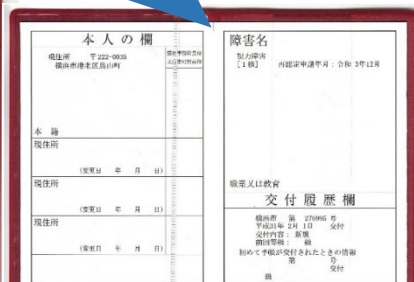 本人の欄
現住所 〒222-0035
横浜市港北区鳥山町
本 籍
現住所
(変更日 年 月 日)
現住所
(変更日 年 月 日)
現住所
(変更日 年 月 日)
障害名
視力障害
[1級] 再認定申請年月:令和 3年12月
職業又は教育
交付履歴欄
横浜市 第 276995 号
平成31年 2月 1日 交付
交付内容:新規
前回等級: 級
初めて手帳が交付されたときの情報
第 号
交付
級